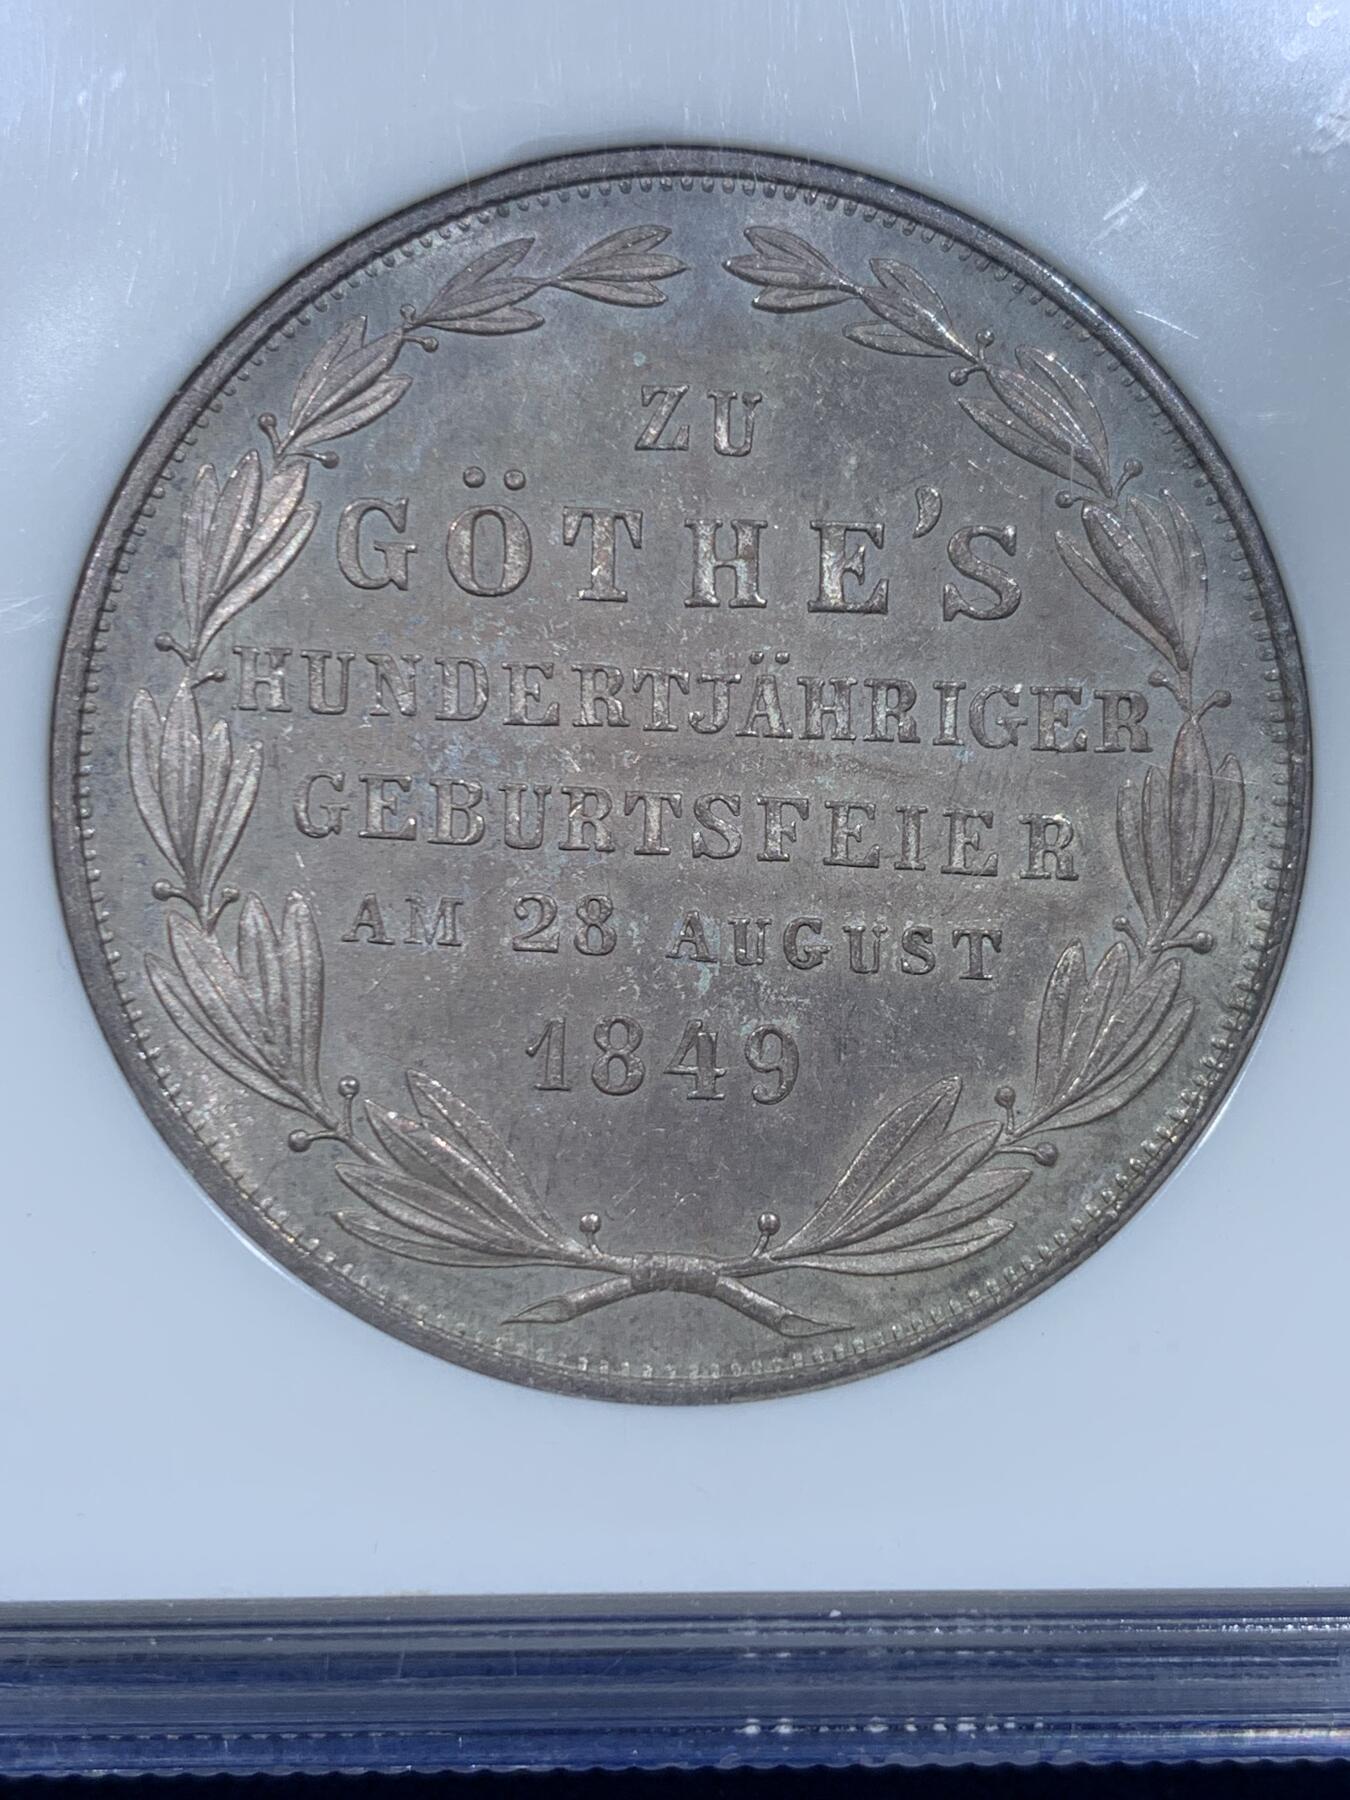 ZU
GÖTHE'S
HUNDERTJÄHRIGER
GEBURTSFEIER
AM 28 AUGUST
1849